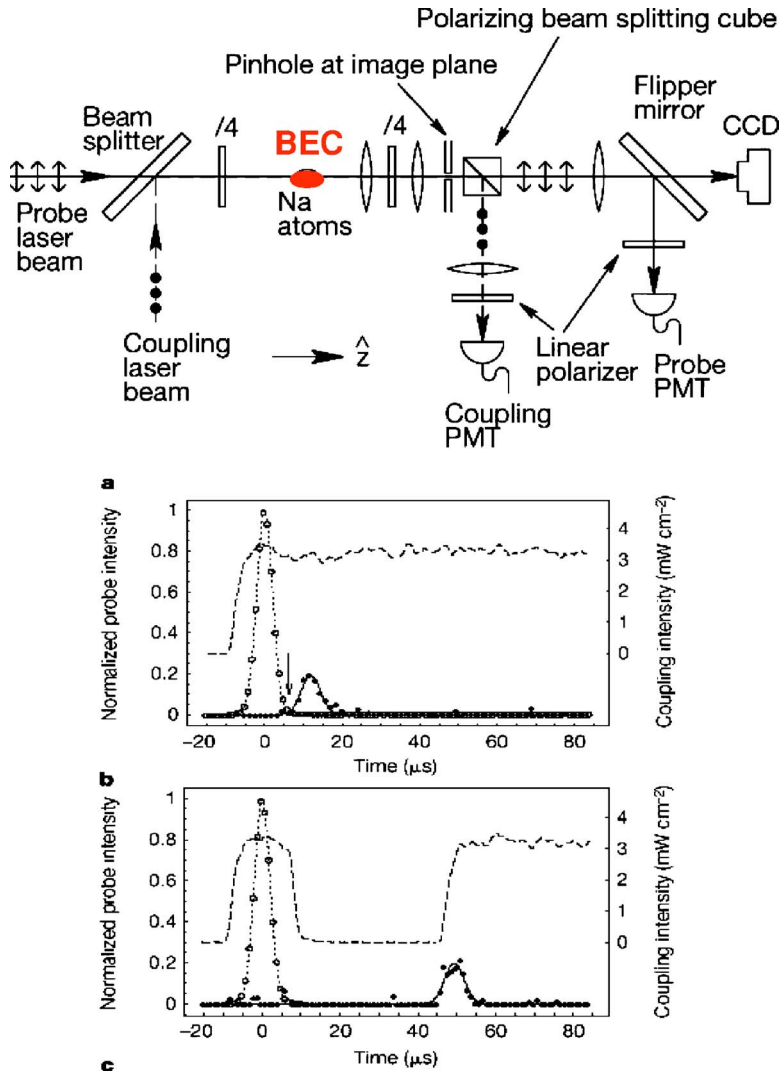 Polarizing beam splitting cube
Pinhole at image plane
Flipper
mirror
Beam
splitter
/4
BEC
/4
CCD
Na
atoms
Probe
laser
beam
Coupling
laser
beam
^
z
Linear
polarizer
Coupling
PMT
Probe
PMT
a
Normalized probe intensity
1
0.8
0.6
0.4
0.2
0
4
3
2
1
0
Coupling intensity (mW cm−2)
−20 0 20 40 60 80
Time (μs)
b
Normalized probe intensity
1
0.8
0.6
0.4
0.2
0
4
3
2
1
0
Coupling intensity (mW cm−2)
−20 0 20 40 60 80
Time (μs)
c